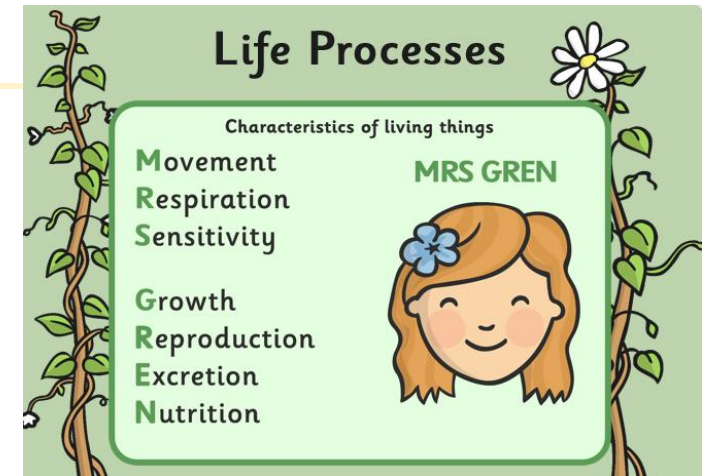 Life Processes
Characteristics of living things
Movement
Respiration
Sensitivity
Growth
Reproduction
Excretion
Nutrition
MRS GREN